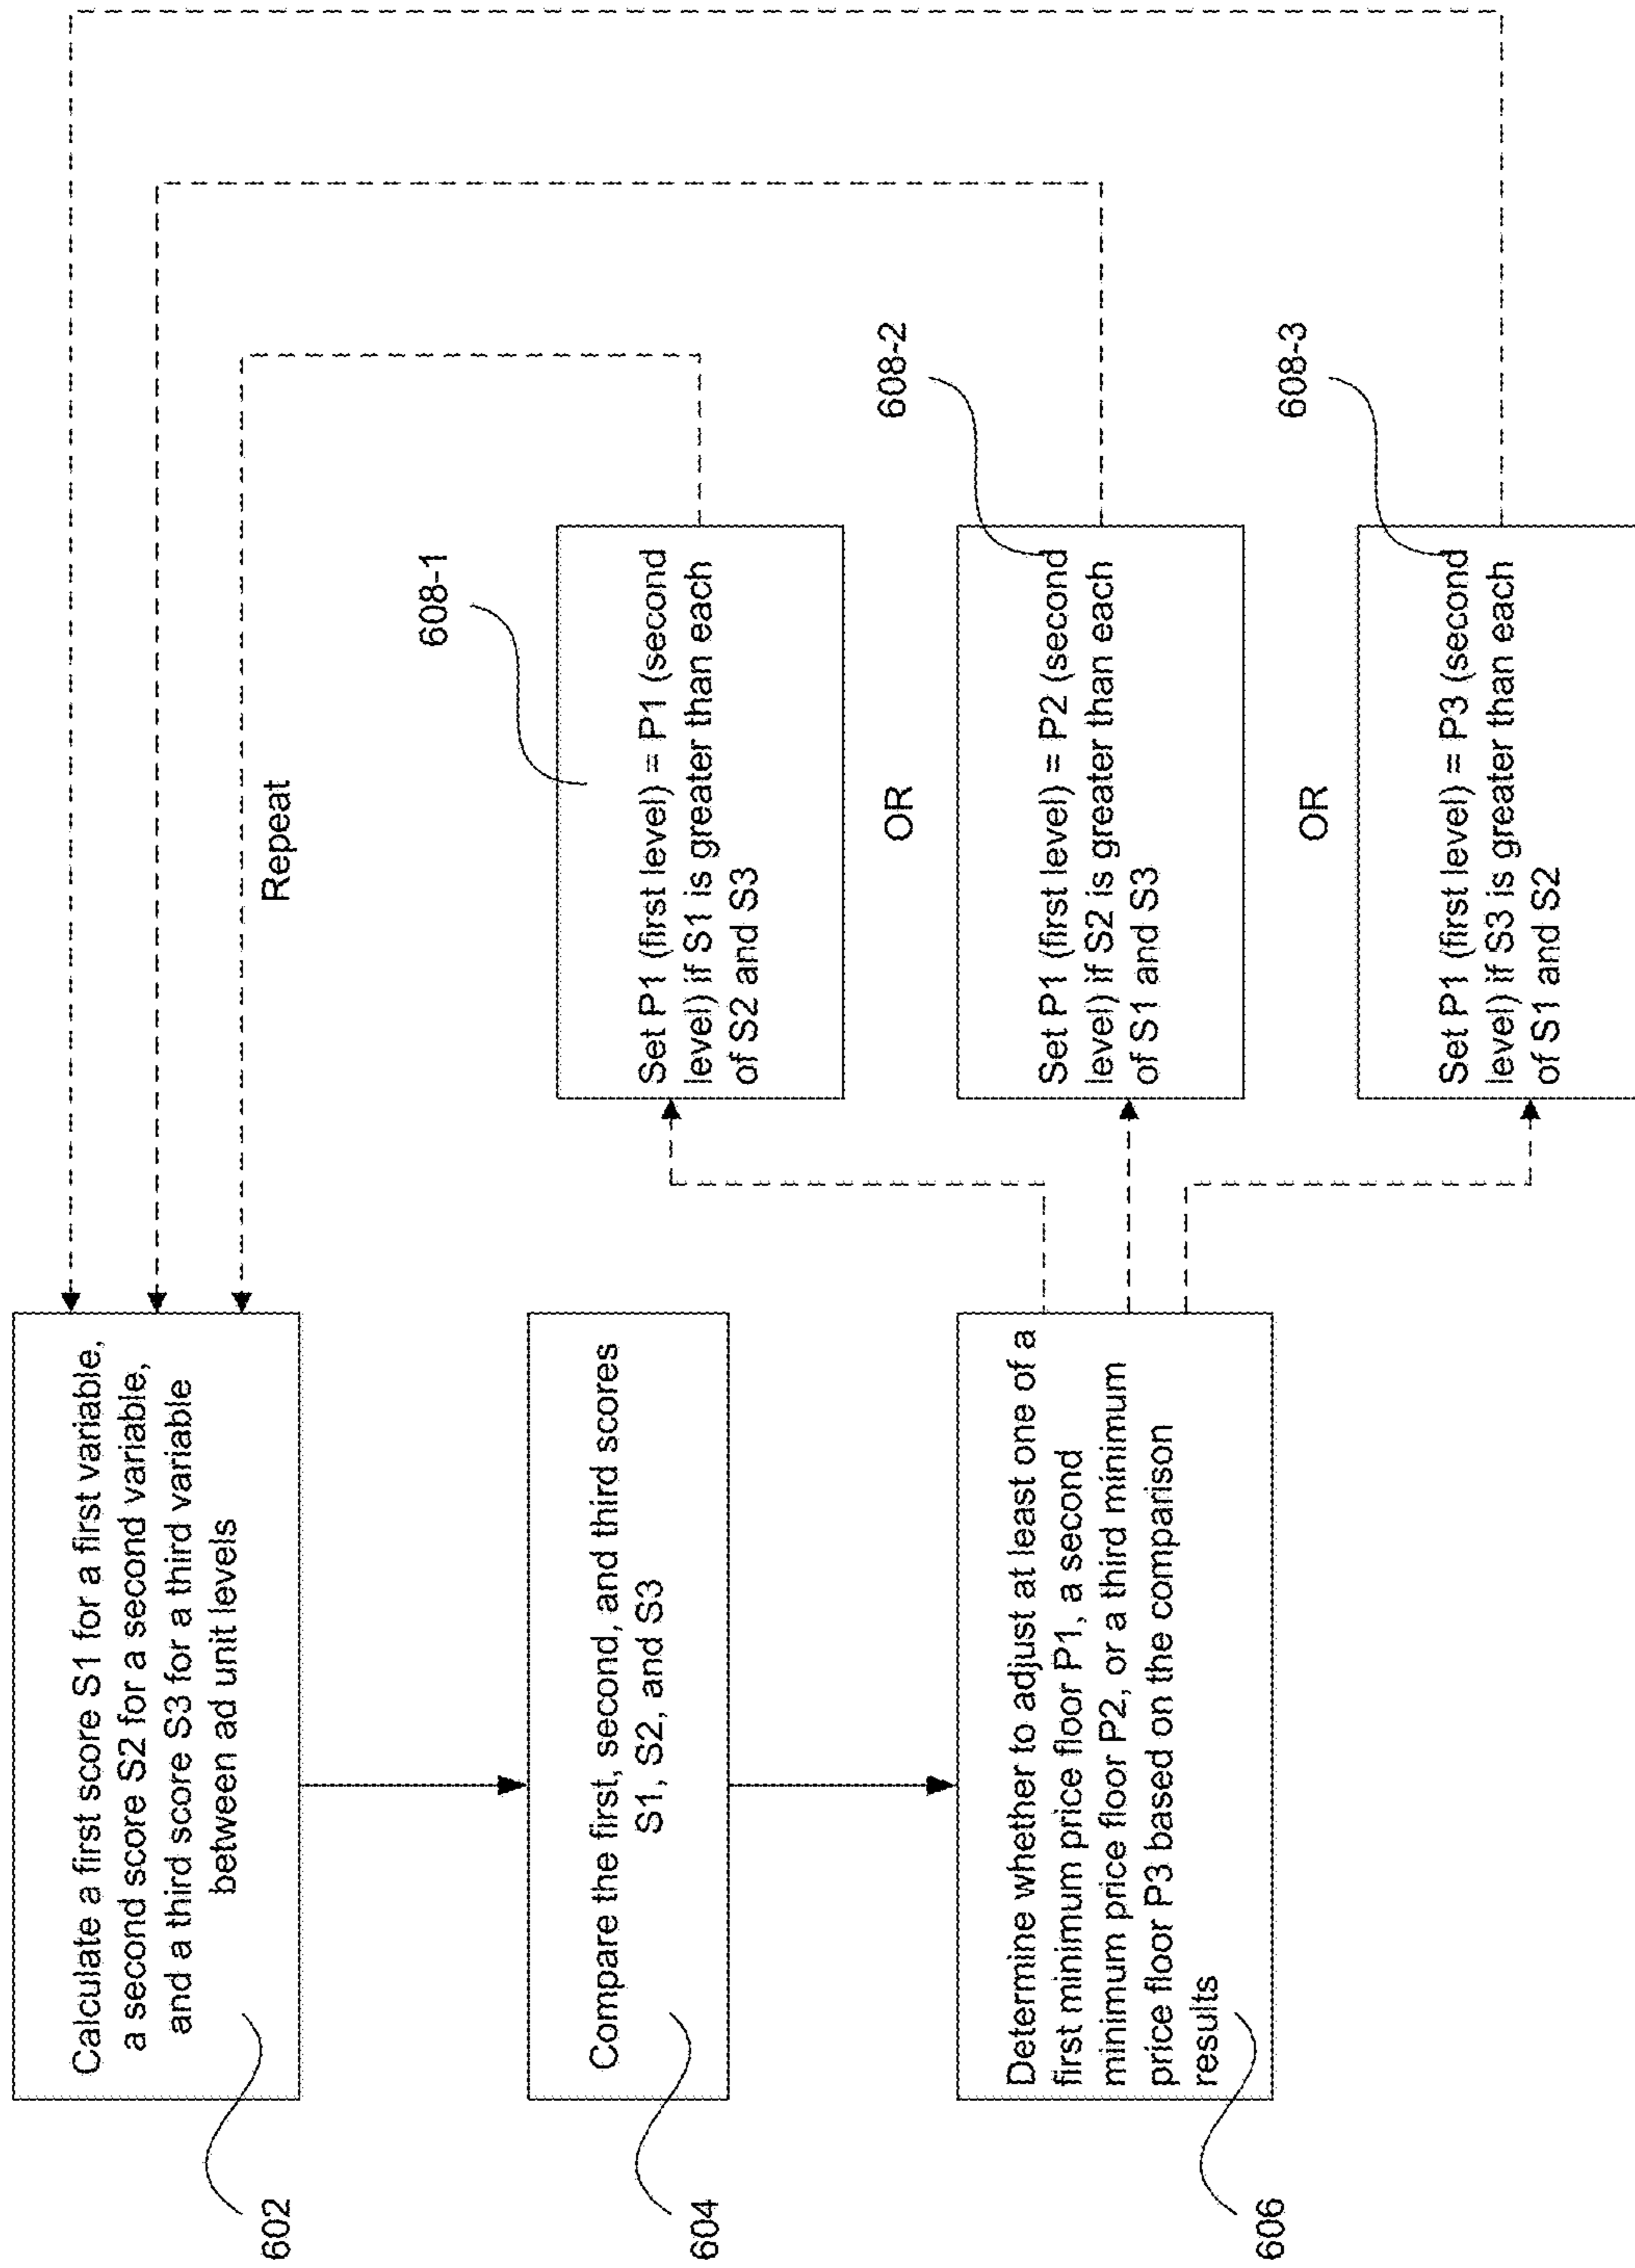 602
Calculate a first score S1 for a first variable,
a second score S2 for a second variable,
and a third score S3 for a third variable
between ad unit levels
604
Compare the first, second, and third scores
S1, S2, and S3
606
Determine whether to adjust at least one of a
first minimum price floor P1, a second
minimum price floor P2, or a third minimum
price floor P3 based on the comparison
results
Repeat
608-1
Set P1 (first level) = P1 (second
level) if S1 is greater than each
of S2 and S3
OR
608-2
Set P1 (first level) = P2 (second
level) if S2 is greater than each
of S1 and S3
OR
608-3
Set P1 (first level) = P3 (second
level) if S3 is greater than each
of S1 and S2